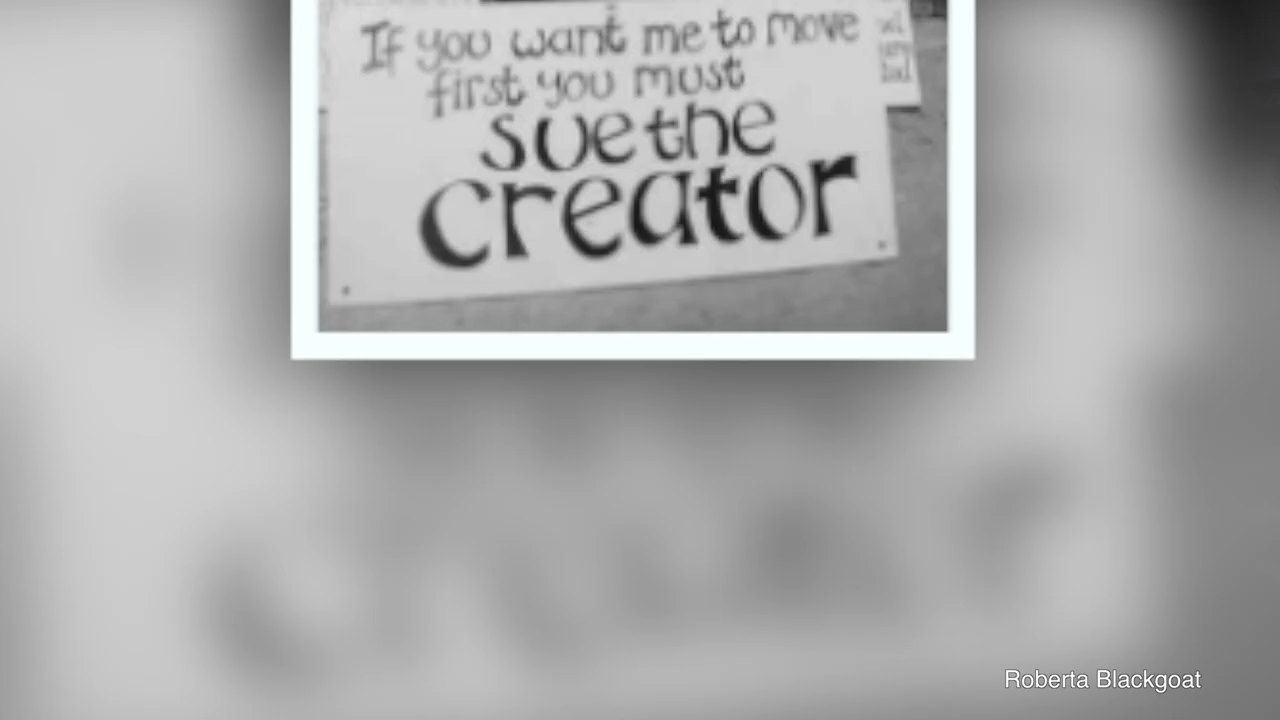 If you want me to move
first you must
sue the
creator
Roberta Blackgoat